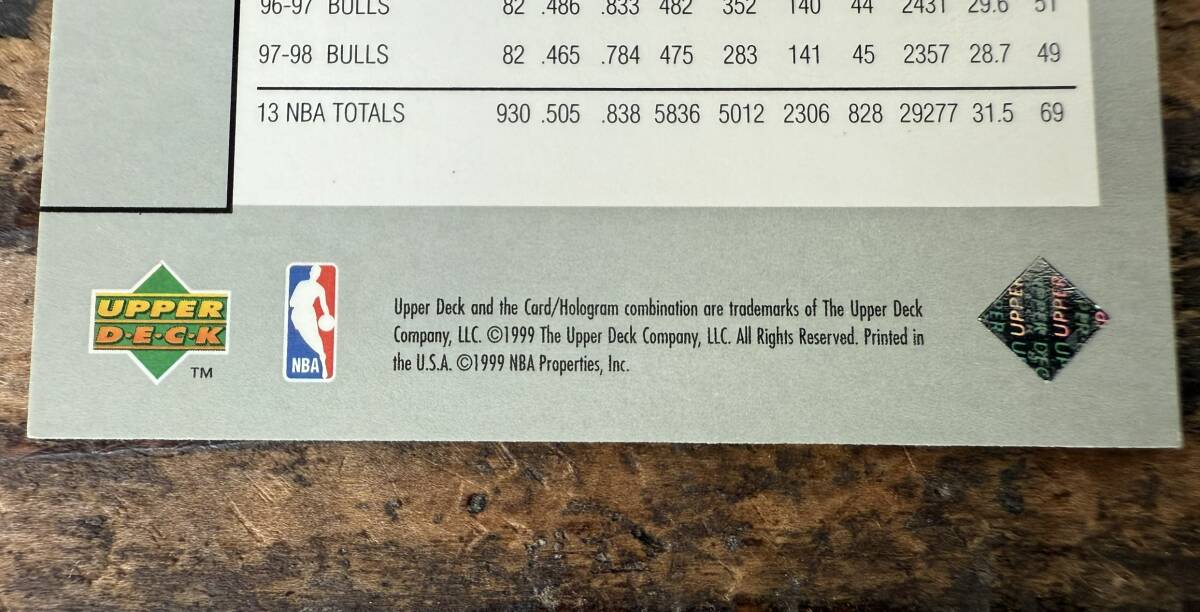 96-97 BULLS 82 .486 .833 482 352 140 44 2431 29.6 51
97-98 BULLS 82 .465 .784 475 283 141 45 2357 28.7 49
13 NBA TOTALS 930 .505 .838 5836 5012 2306 828 29277 31.5 69
UPPER
D·E·C·K
TM
NBA
Upper Deck and the Card/Hologram combination are trademarks of The Upper Deck
Company, LLC. ©1999 The Upper Deck Company, LLC. All Rights Reserved. Printed in
the U.S.A. ©1999 NBA Properties, Inc.
UPPER
UPPER